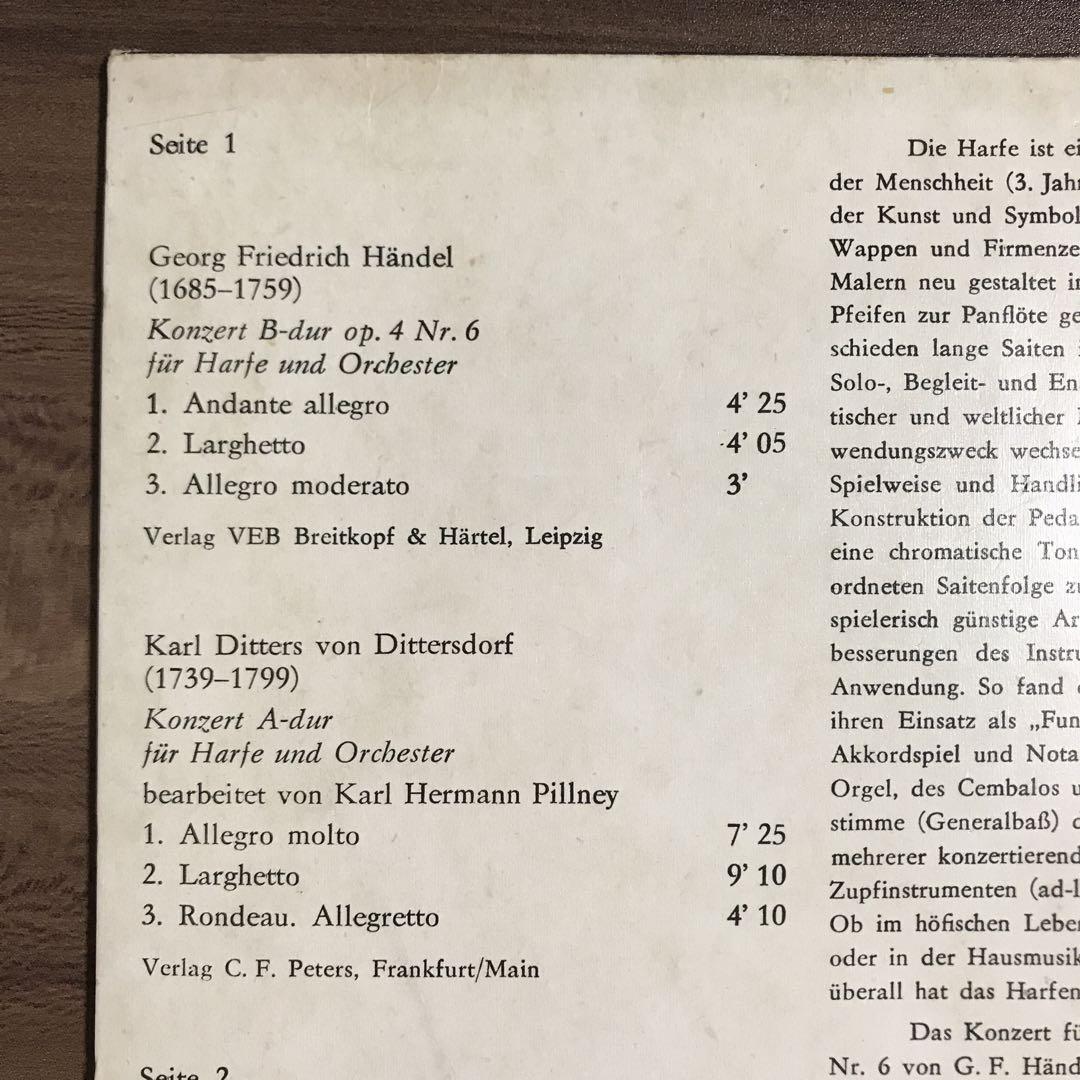 Seite 1
Georg Friedrich Händel
(1685–1759)
Konzert B-dur op. 4 Nr. 6
für Harfe und Orchester
1. Andante allegro 4’ 25
2. Larghetto 4’ 05
3. Allegro moderato 3’
Verlag VEB Breitkopf & Härtel, Leipzig
Karl Ditters von Dittersdorf
(1739–1799)
Konzert A-dur
für Harfe und Orchester
bearbeitet von Karl Hermann Pillney
1. Allegro molto 7’ 25
2. Larghetto 9’ 10
3. Rondeau. Allegretto 4’ 10
Verlag C. F. Peters, Frankfurt/Main
Seite 2
Die Harfe ist
der Menschheit (3.
der Kunst und
Wappen und
Malern neu gestaltet
Pfeifen zur Panflöte
schieden lange Saiten
Solo-, Begleit- und
tischer und weltlicher
wendungszweck
Spielweise und
Konstruktion der
eine chromatische
ordneten Saitenfolge
spielerisch günstige
besserungen des
Anwendung. So fand
ihren Einsatz als
Akkordspiel und
Orgel, des Cembalos
stimme (Generalbaß)
mehrerer
Zupfinstrumenten
Ob im höfischen
oder in der
überall hat das
Das Konzert
Nr. 6 von G. F.